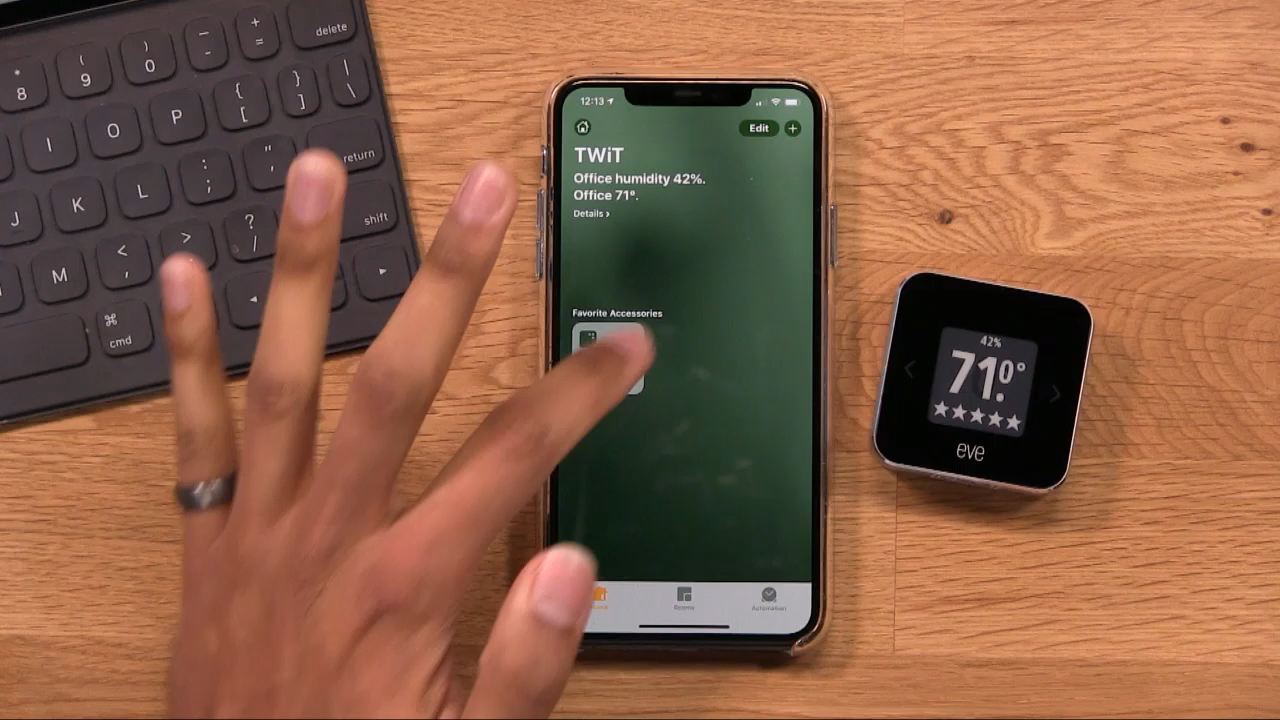 +
=
delete
_
-
)
0
(
9
*
8
|
\
}
]
{
[
P
O
I
return
"
'
:
;
L
K
J
shift
?
/
>
<
,
M
⌘
cmd
12:13
Edit
+
TWiT
Office humidity 42%.
Office 71°.
Details >
Favorite Accessories
Rooms
Automation
42%
71.0°
eve